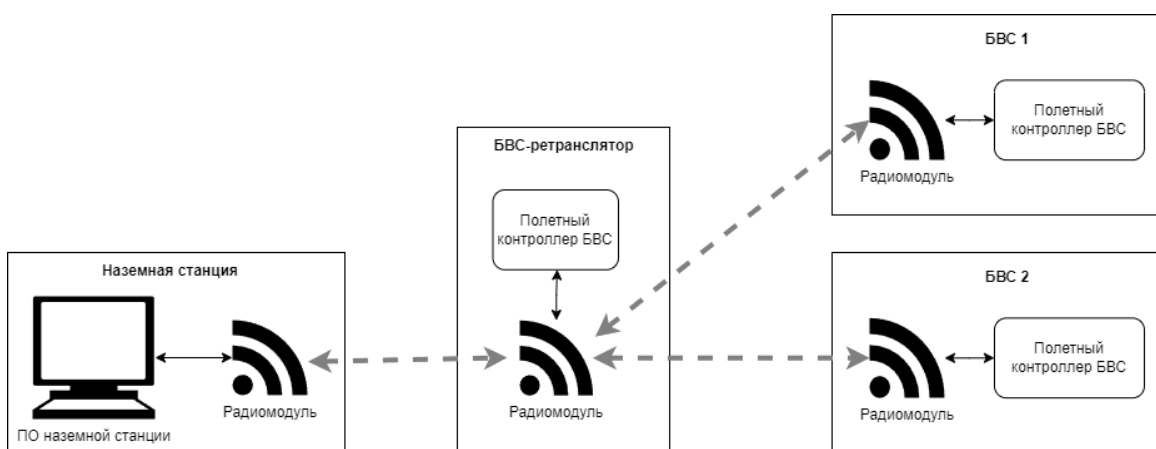 БВС 1
Полетный
контроллер БВС
Радиомодуль
БВС-ретранслятор
Полетный
контроллер БВС
Радиомодуль
Наземная станция
Радиомодуль
ПО наземной станции
БВС 2
Полетный
контроллер БВС
Радиомодуль